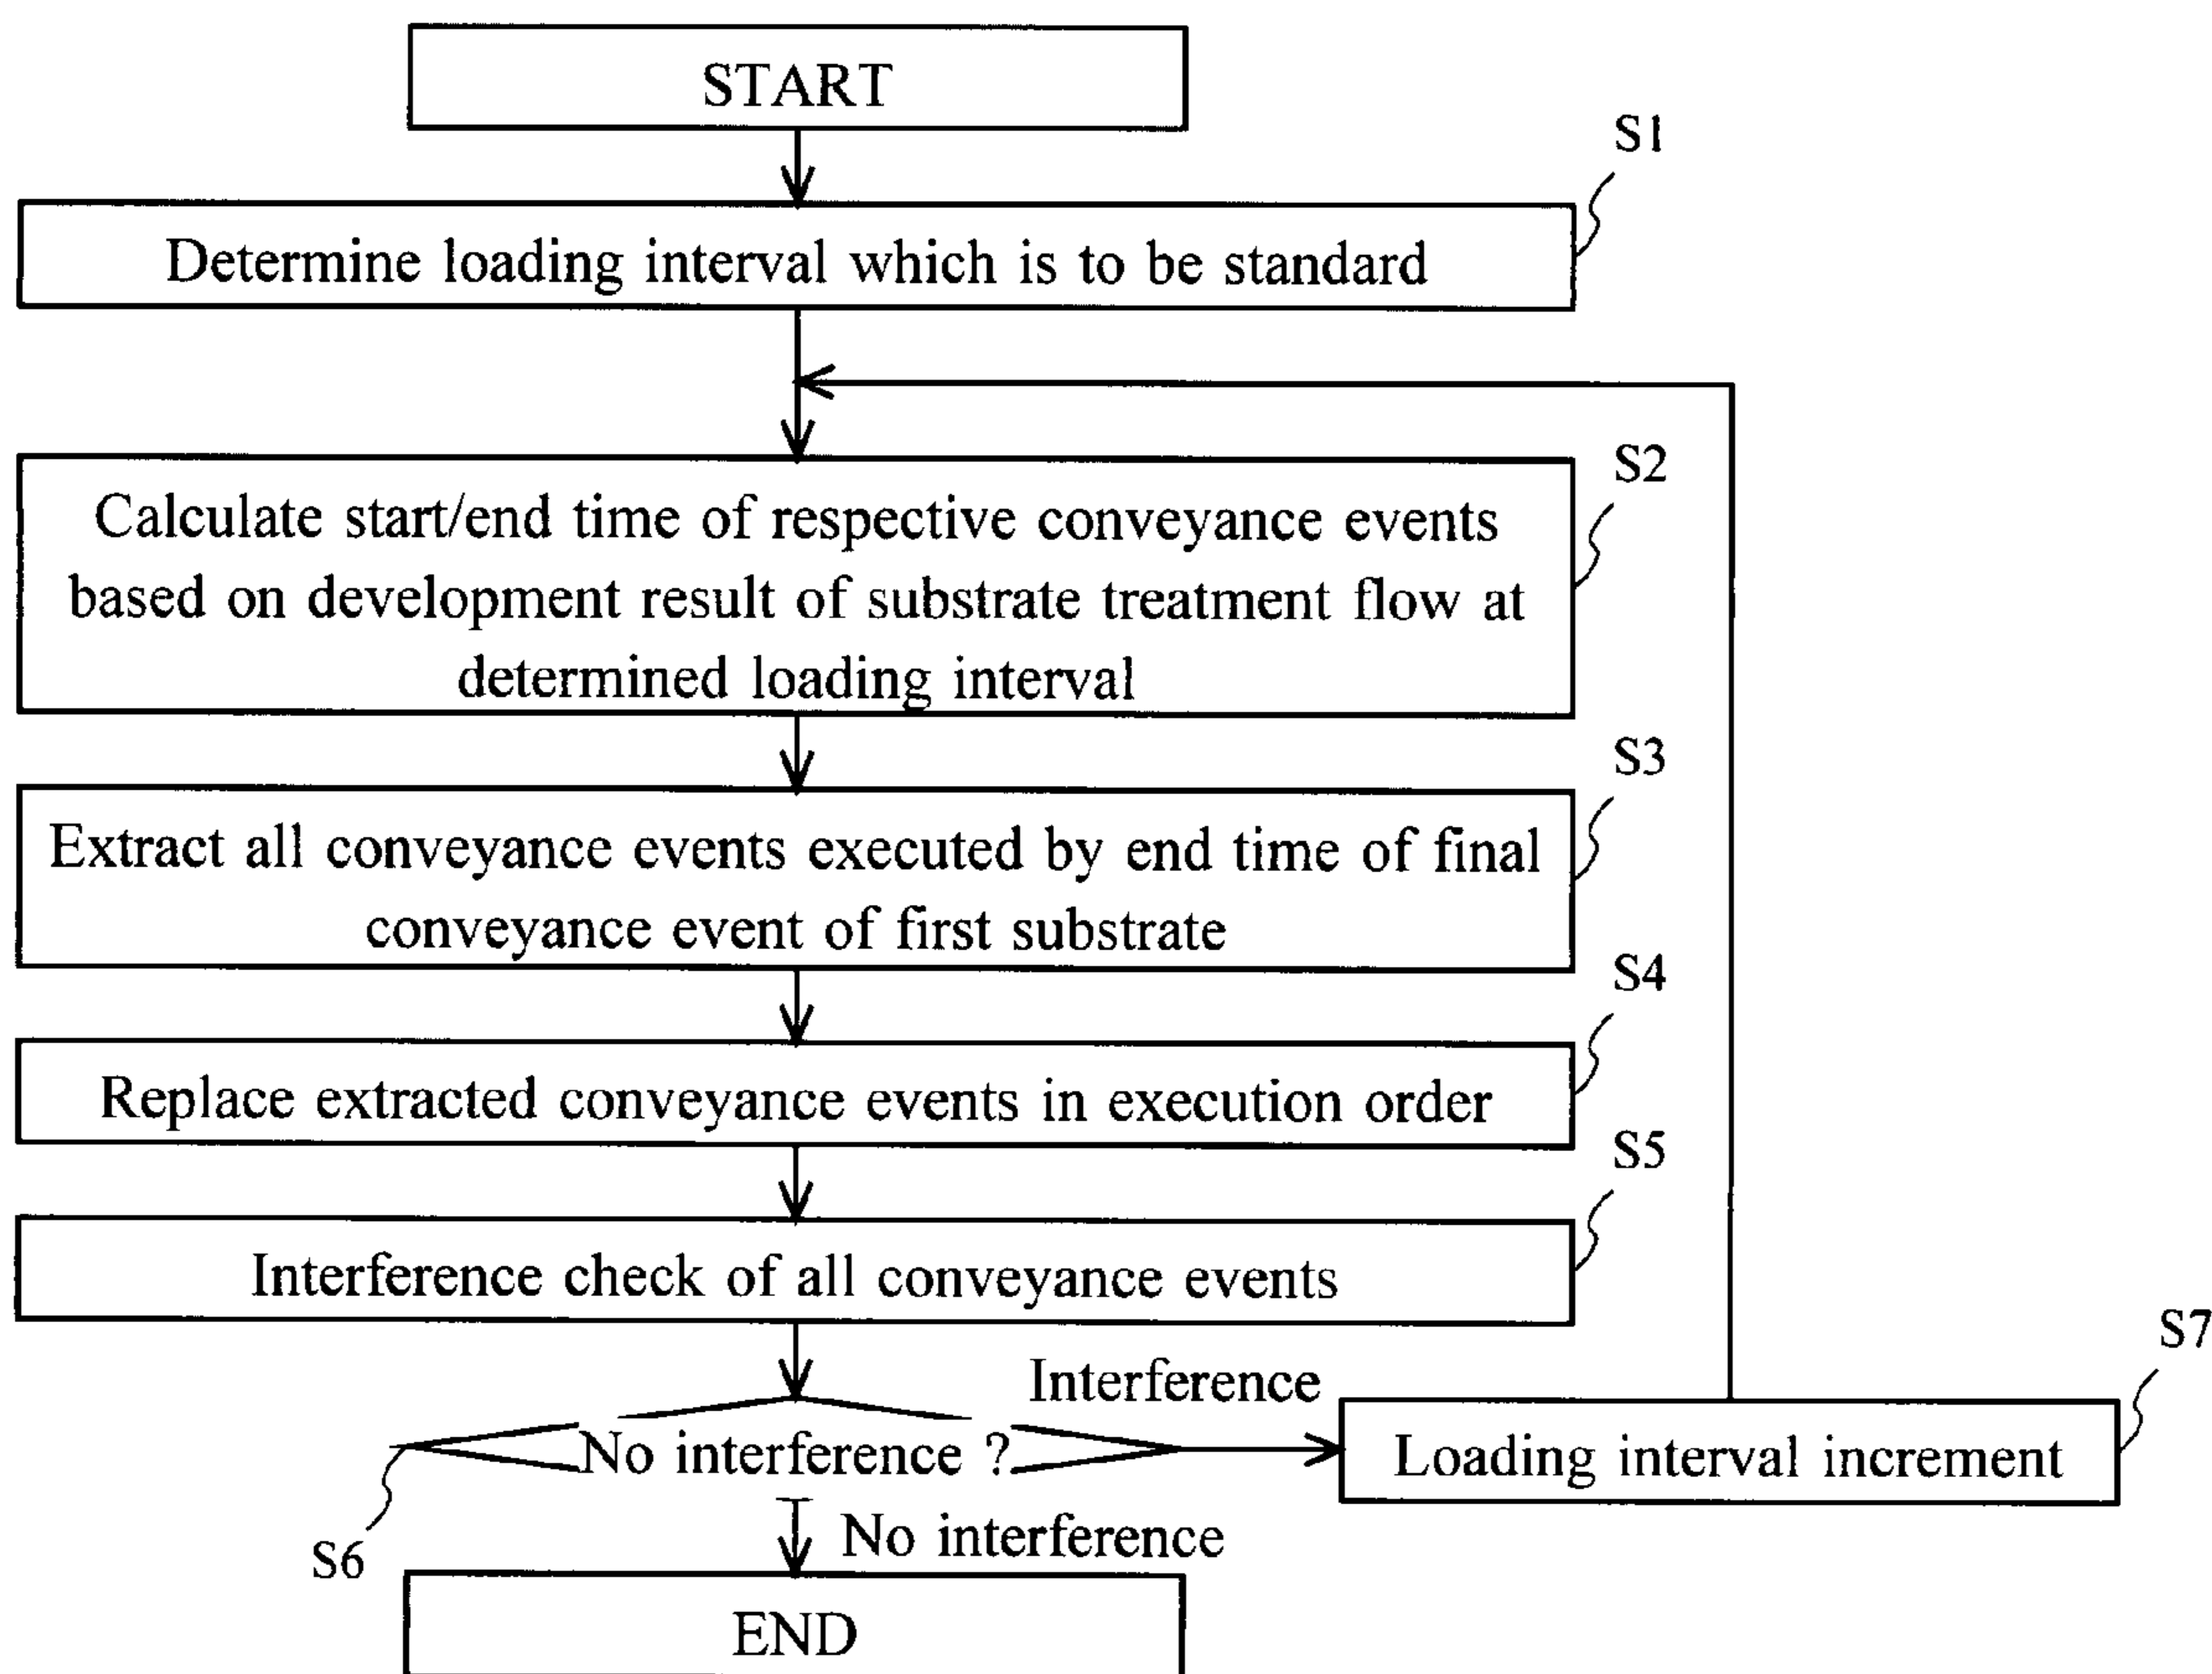 START
S1
Determine loading interval which is to be standard
S2
Calculate start/end time of respective conveyance events
based on development result of substrate treatment flow at
determined loading interval
S3
Extract all conveyance events executed by end time of final
conveyance event of first substrate
S4
Replace extracted conveyance events in execution order
S5
Interference check of all conveyance events
S7
Interference
No interference ?
Loading interval increment
No interference
S6
END